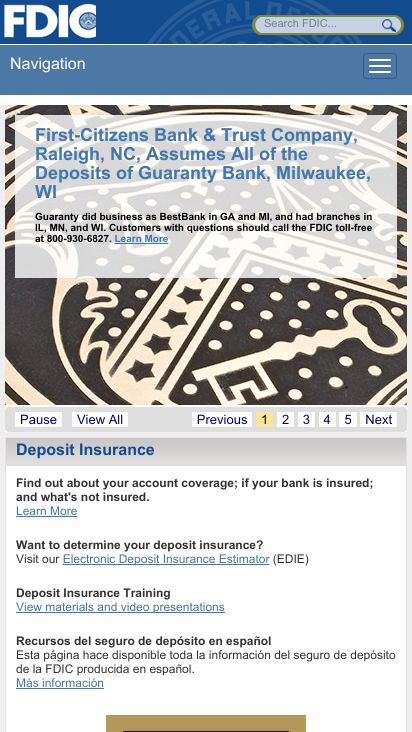 FDIC
Search FDIC...
Navigation
First-Citizens Bank & Trust Company,
Raleigh, NC, Assumes All of the
Deposits of Guaranty Bank, Milwaukee,
WI
Guaranty did business as BestBank in GA and MI, and had branches in
IL, MN, and WI. Customers with questions should call the FDIC toll-free
at 800-930-6827. Learn More
Pause View All Previous 1 2 3 4 5 Next
Deposit Insurance
Find out about your account coverage; if your bank is insured;
and what's not insured.
Learn More
Want to determine your deposit insurance?
Visit our Electronic Deposit Insurance Estimator (EDIE)
Deposit Insurance Training
View materials and video presentations
Recursos del seguro de depósito en español
Esta página hace disponible toda la información del seguro de depósito
de la FDIC producida en español.
Más información